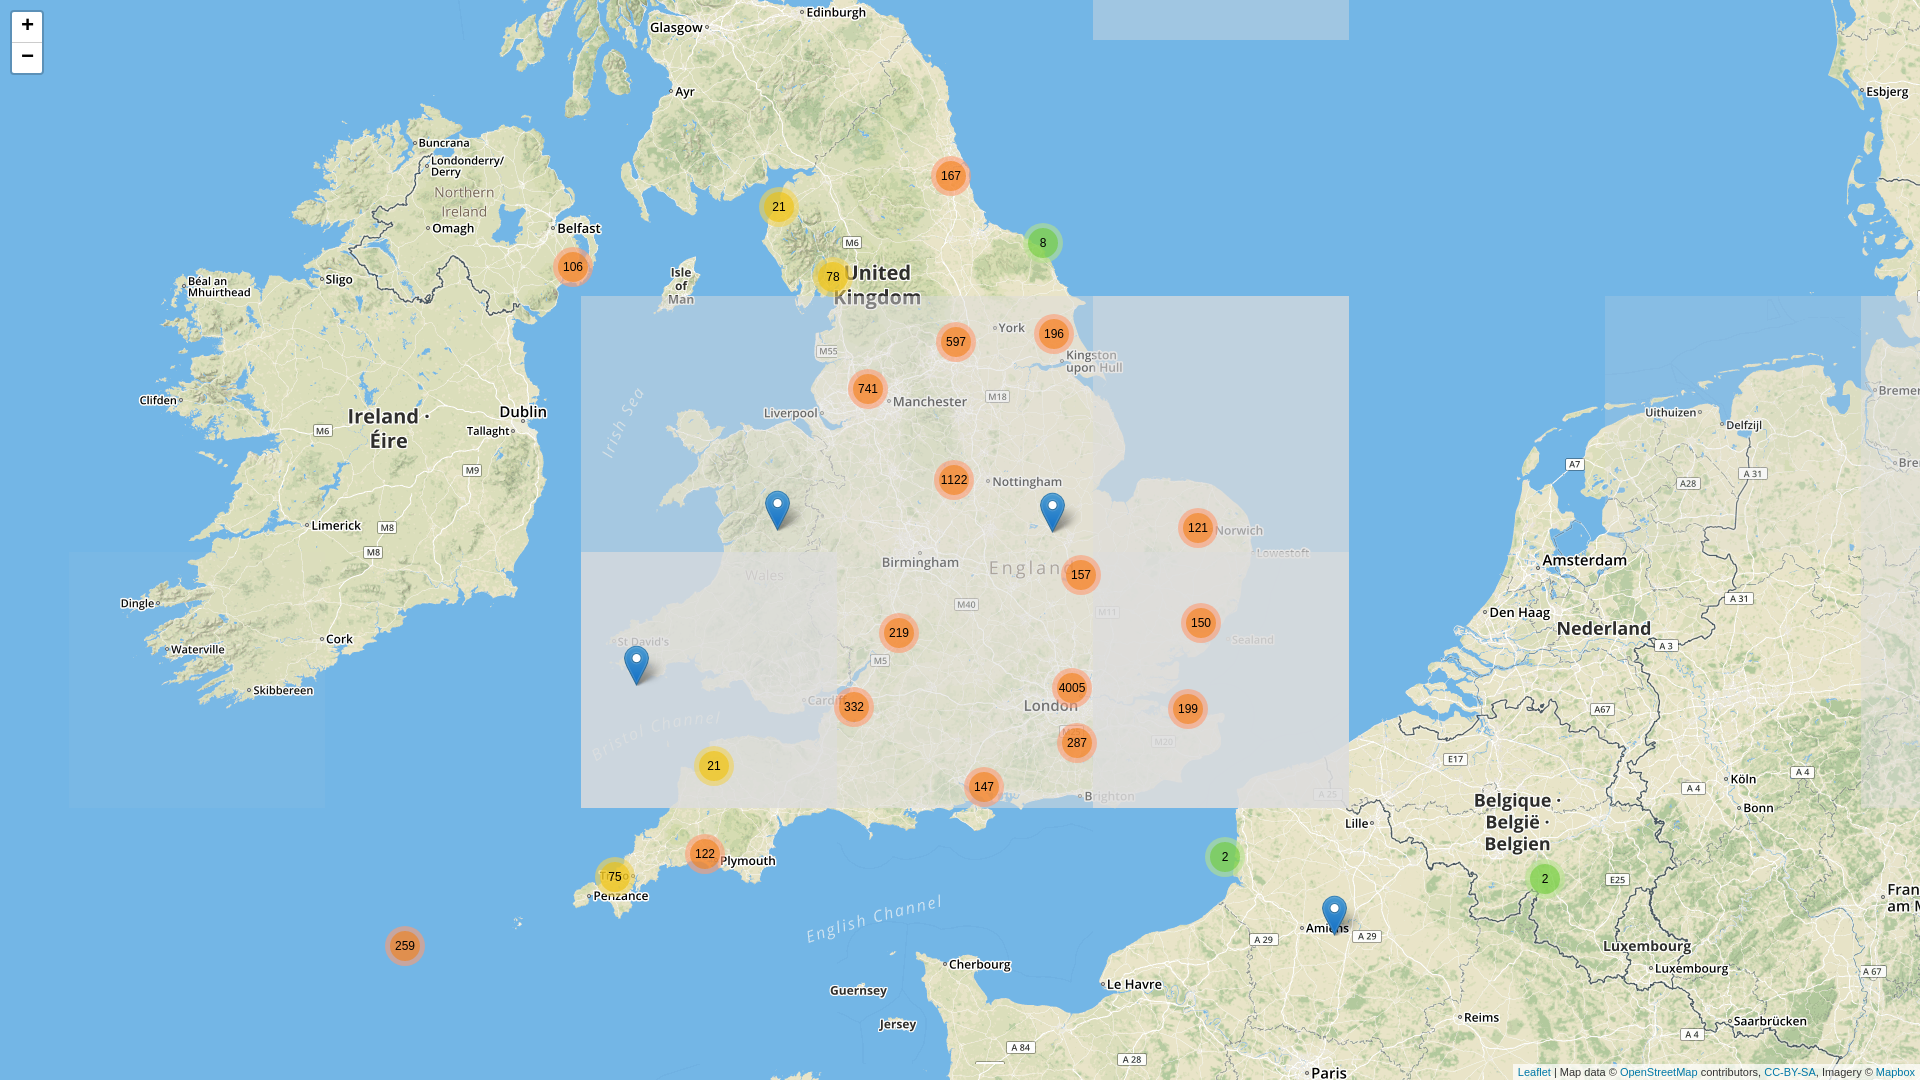 +
−
Edinburgh
Glasgow
Ayr
Esbjerg
Buncrana
Londonderry/
Derry
Northern
Ireland
Omagh
Belfast
167
21
8
M6
106
78
United
Kingdom
Isle
of
Man
Sligo
Béal an
Mhuirthead
York
196
597
M55
Kingston
upon Hull
741
Manchester
M18
Liverpool
Irish Sea
Clifden
Ireland ·
Éire
Dublin
Tallaght
M6
M9
Uithuizen
Delfzijl
A7
A 31
A28
1122
Nottingham
121
Norwich
Lowestoft
Limerick
M8
M8
Birmingham
England
157
Wales
Amsterdam
Dingle
M40
M11
A 31
Den Haag
Nederland
219
150
Sealand
Cork
Waterville
St David's
M5
A 3
Skibbereen
4005
London
Cardiff
332
199
A67
Bristol Channel
287
M20
E17
21
147
Brighton
A 25
Köln
A 4
A 4
Bonn
Belgique ·
België ·
Belgien
Lille
122
Plymouth
75
Penzance
2
2
E25
English Channel
259
Amiens
A 29
A 29
Luxembourg
Luxembourg
A 67
Cherbourg
Le Havre
Guernsey
Jersey
Reims
Saarbrücken
A 84
A 28
A 4
Paris
Leaflet | Map data © OpenStreetMap contributors, CC-BY-SA, Imagery © Mapbox